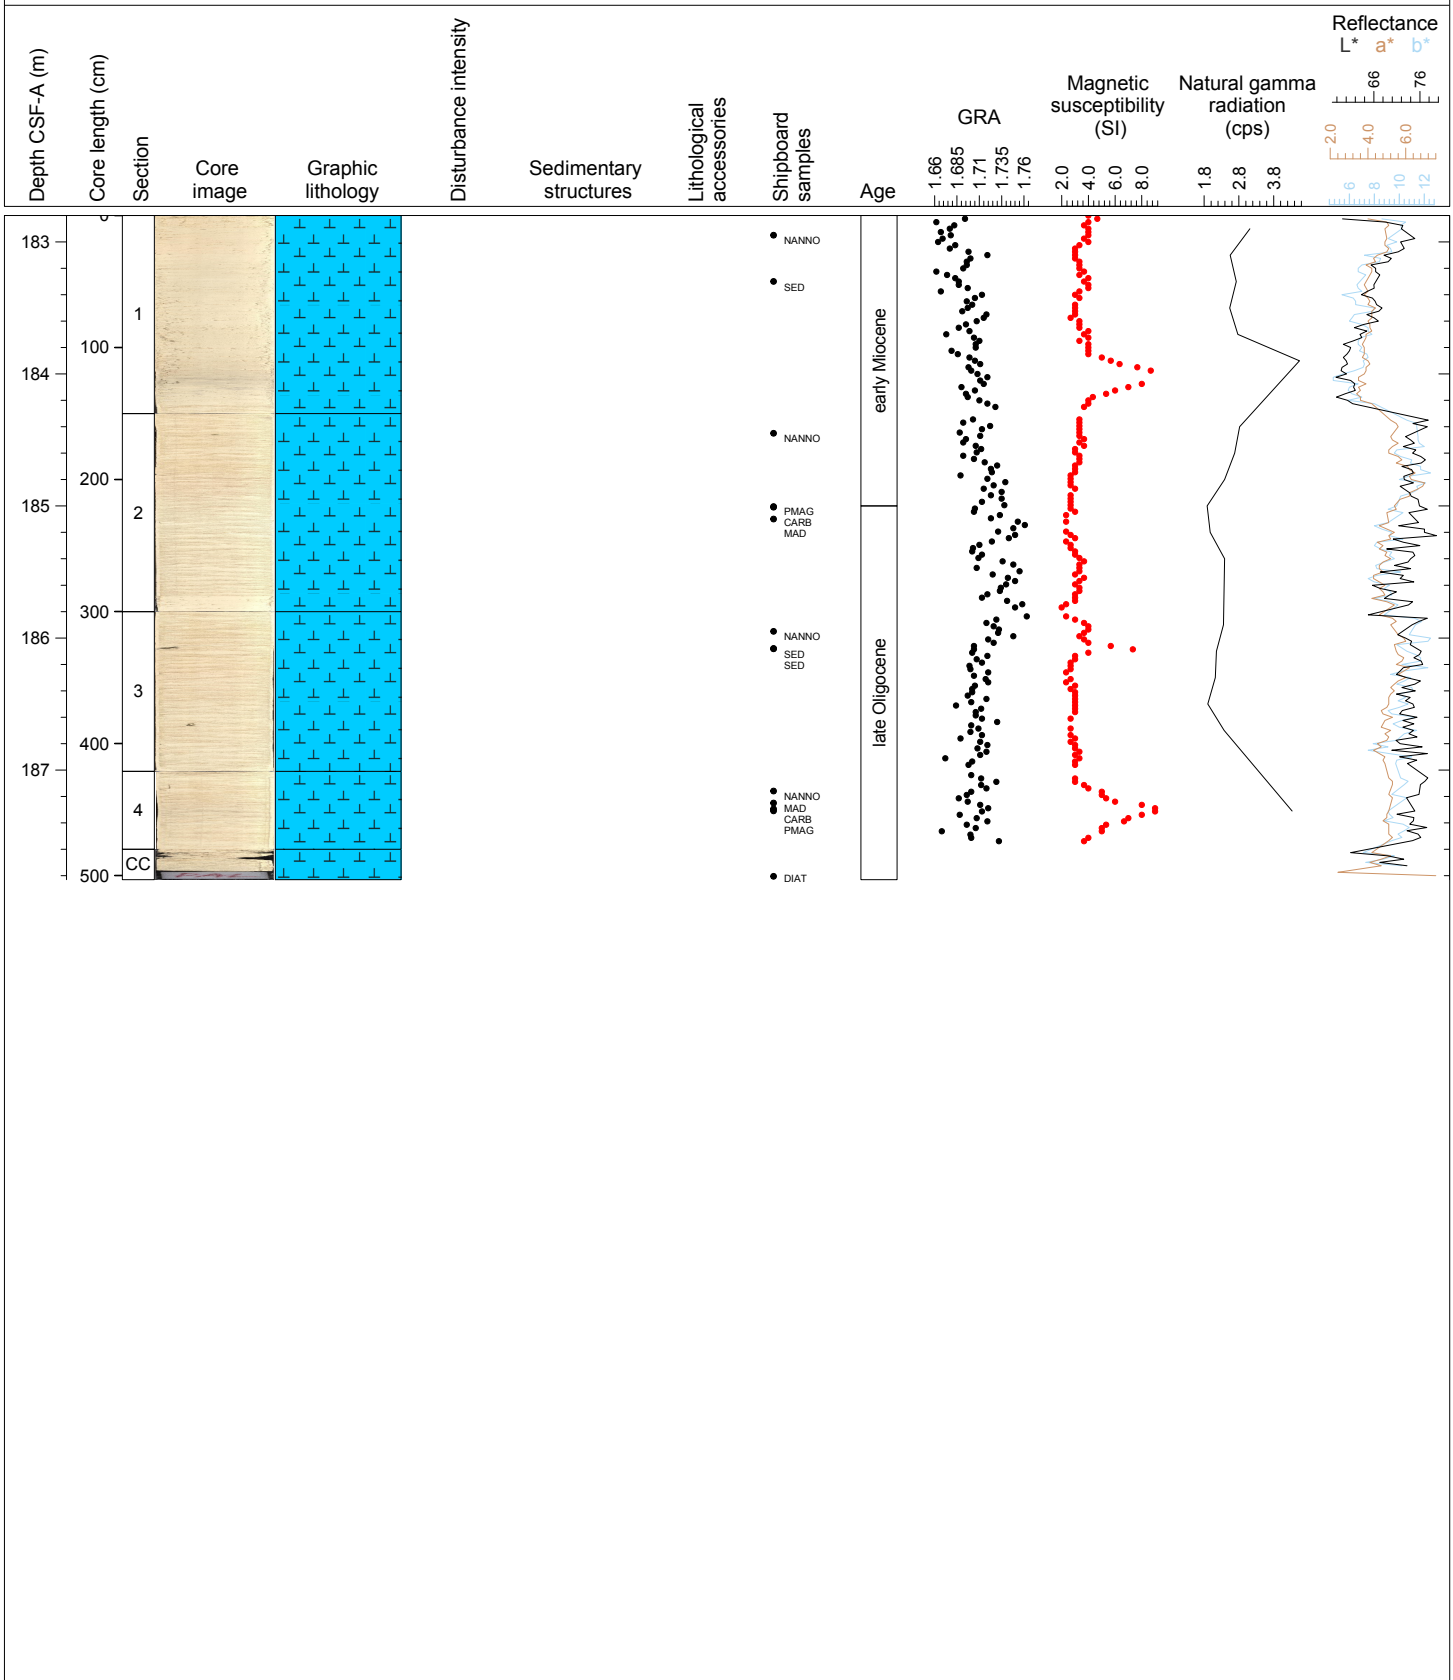 Depth CSF-A (m)
Core length (cm)
Section
Core
image
Graphic
lithology
Disturbance intensity
Sedimentary
structures
Lithological
accessories
Shipboard
samples
Age
GRA
1.66
1.685
1.71
1.735
1.76
Magnetic
susceptibility
(SI)
2.0
4.0
6.0
8.0
Natural gamma
radiation
(cps)
1.8
2.8
3.8
Reflectance
L* a* b*
66
76
2.0
4.0
6.0
6
8
10
12
0
183
NANNO
SED
1
100
184
early Miocene
NANNO
200
185
2
PMAG
CARB
MAD
300
186
NANNO
SED
SED
3
late Oligocene
400
187
NANNO
4
MAD
CARB
PMAG
CC
500
DIAT